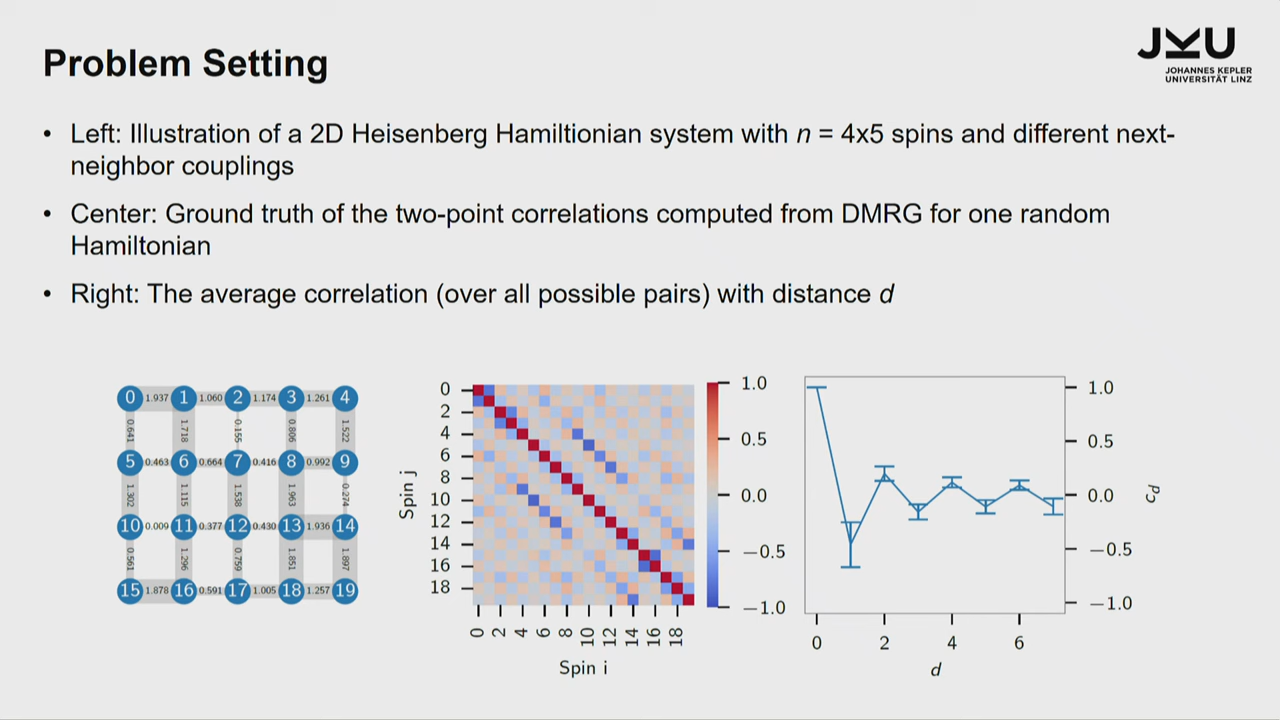 Problem Setting
JKU
JOHANNES KEPLER
UNIVERSITÄT LINZ
• Left: Illustration of a 2D Heisenberg Hamiltionian system with n = 4x5 spins and different next-
neighbor couplings
• Center: Ground truth of the two-point correlations computed from DMRG for one random
Hamiltonian
• Right: The average correlation (over all possible pairs) with distance d
0 1.937 1 1.060 2 1.174 3 1.261 4
0.641 1.718 0.155 0.806 1.522
5 0.463 6 0.664 7 0.416 8 0.992 9
1.302 1.115 1.538 1.963 0.274
10 0.009 11 0.377 12 0.430 13 1.936 14
0.561 1.296 0.759 1.851 1.897
15 1.878 16 0.591 17 1.005 18 1.257 19
Spin j
0
2
4
6
8
10
12
14
16
18
0 2 4 6 8 10 12 14 16 18
Spin i
1.0
0.5
0.0
−0.5
−1.0
1.0
0.5
0.0
−0.5
−1.0
c_d
0 2 4 6
d